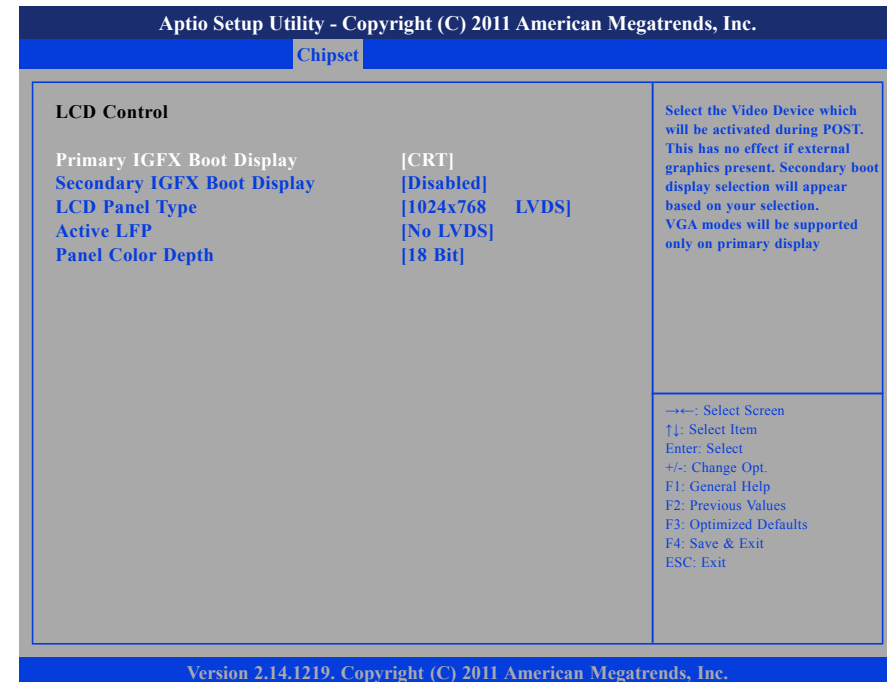 Aptio Setup Utility - Copyright (C) 2011 American Megatrends, Inc.
Chipset
LCD Control
Primary IGFX Boot Display [CRT]
Secondary IGFX Boot Display [Disabled]
LCD Panel Type [1024x768 LVDS]
Active LFP [No LVDS]
Panel Color Depth [18 Bit]
Select the Video Device which
will be activated during POST.
This has no effect if external
graphics present. Secondary boot
display selection will appear
based on your selection.
VGA modes will be supported
only on primary display
→←: Select Screen
↑↓: Select Item
Enter: Select
+/-: Change Opt.
F1: General Help
F2: Previous Values
F3: Optimized Defaults
F4: Save & Exit
ESC: Exit
Version 2.14.1219. Copyright (C) 2011 American Megatrends, Inc.